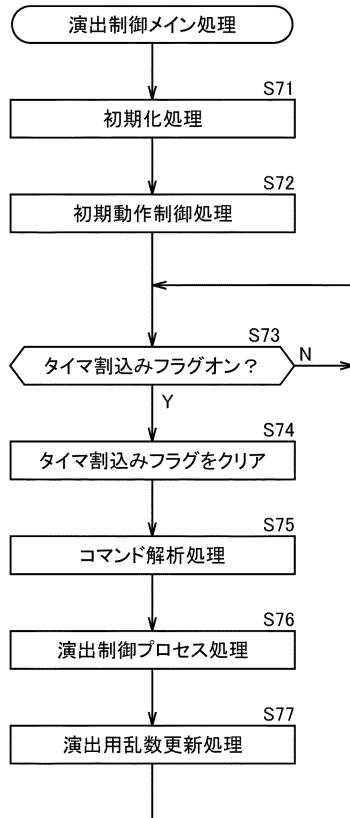 演出制御メイン処理
S71
初期化処理
S72
初期動作制御処理
S73
タイマ割込みフラグオン？
N
Y
S74
タイマ割込みフラグをクリア
S75
コマンド解析処理
S76
演出制御プロセス処理
S77
演出用乱数更新処理